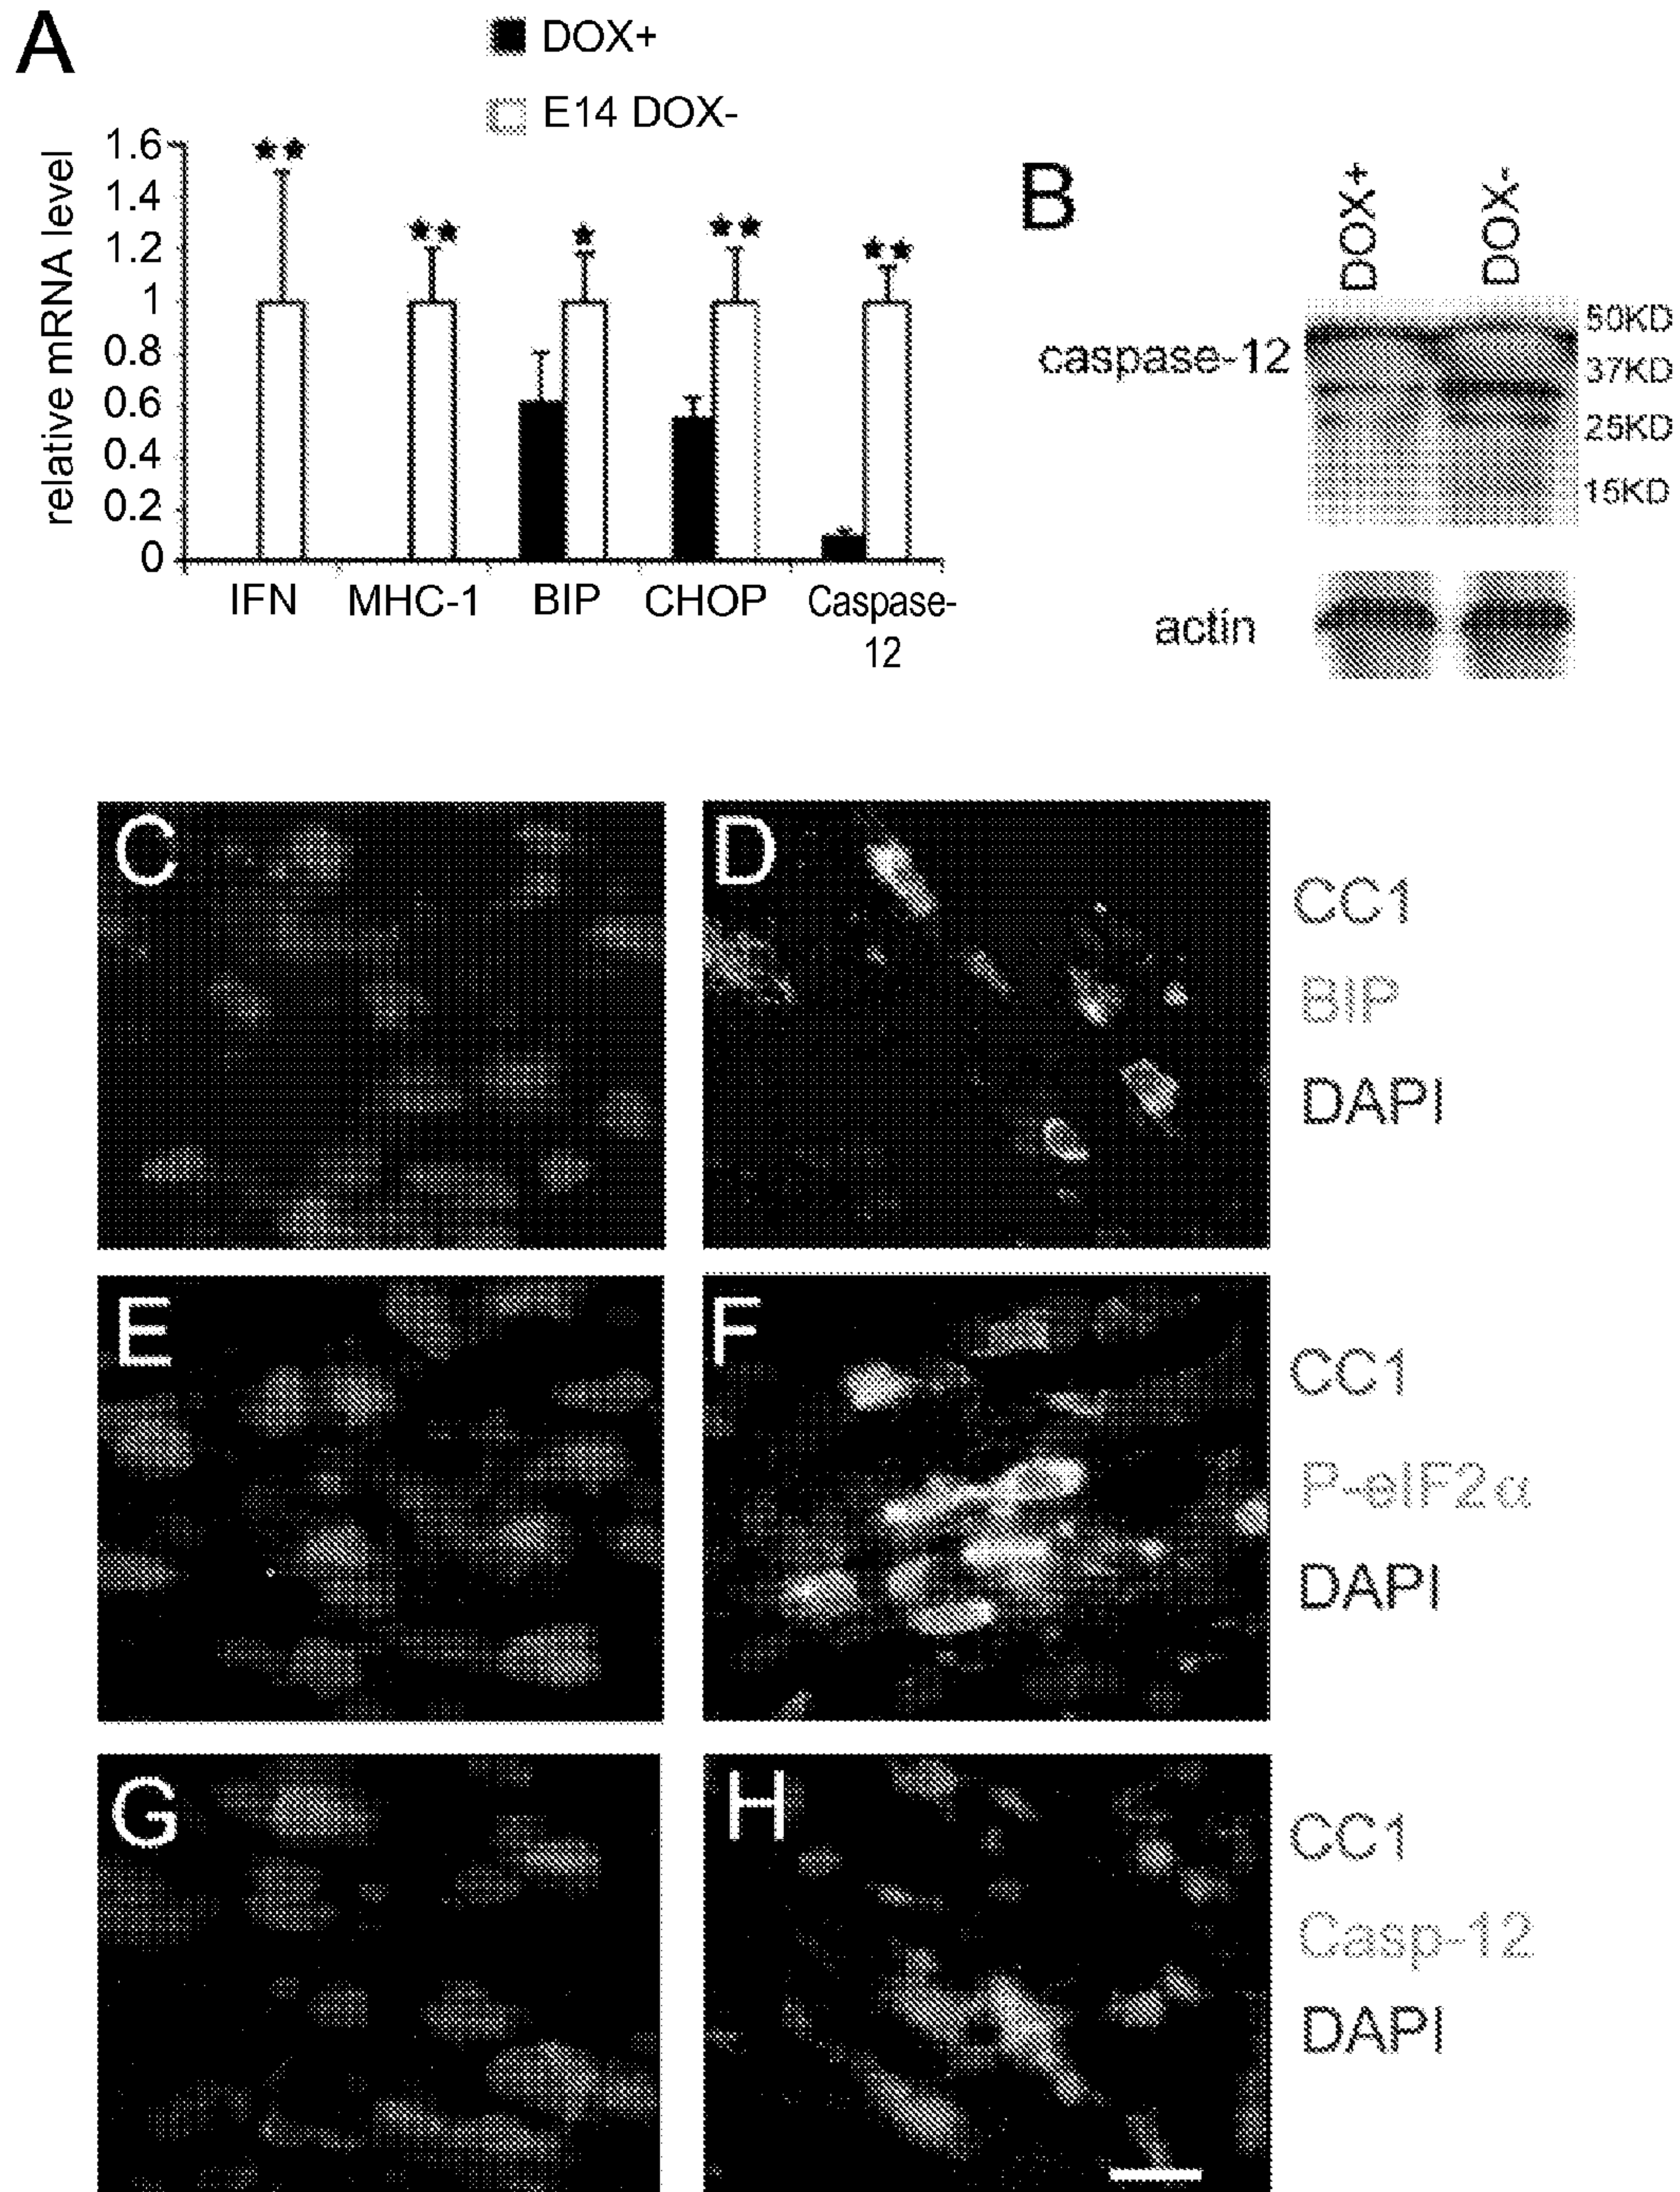 A
DOX+
E14 DOX-
relative mRNA level
1.6
1.4
1.2
1
0.8
0.6
0.4
0.2
0
IFN MHC-1 BIP CHOP Caspase-
12
B
DOX+ DOX-
caspase-12
50KD
37KD
25KD
15KD
actin
C
D
CC1
BIP
DAPI
E
F
CC1
P-eIF2α
DAPI
G
H
CC1
Casp-12
DAPI